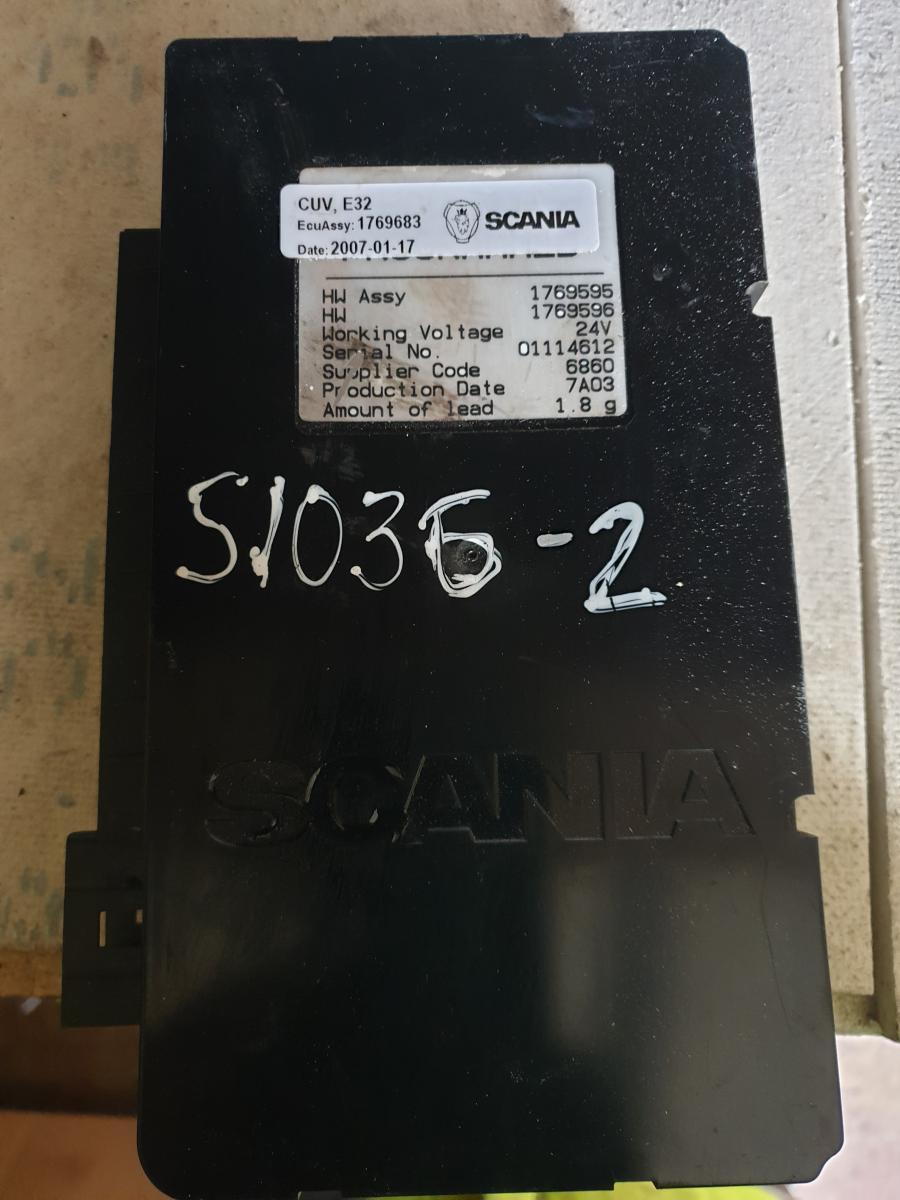 CUV, E32
EcuAssy: 1769683
SCANIA
Date: 2007-01-17
HW Assy 1769595
HW 1769596
Working Voltage 24V
Serial No. 01114612
Supplier Code 6860
Production Date 7A03
Amount of lead 1.8 g
S1036-2
SCANIA